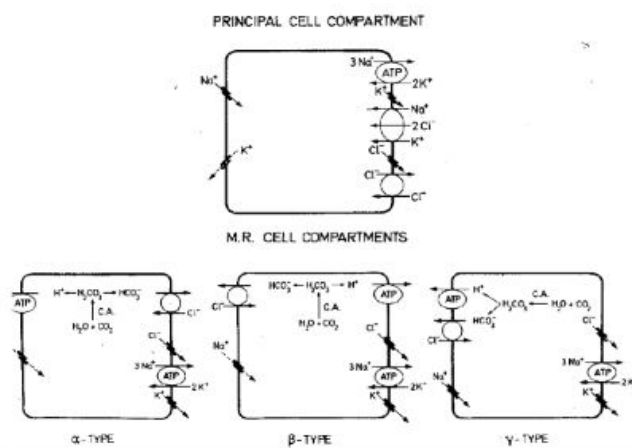 PRINCIPAL CELL COMPARTMENT
3 Na⁺
ATP
2K⁺
Na⁺
K⁺
Na⁺
2 Cl⁻
K⁺
K⁺
Cl⁻
Cl⁻
Cl⁻
M.R. CELL COMPARTMENTS
ATP
H⁺ H₂CO₃ HCO₃⁻
C.A.
H₂O + CO₂
Cl⁻
Cl⁻
3 Na⁺
ATP
2 K⁺
K⁺
α-TYPE
HCO₃⁻ H₂CO₃ H⁺
ATP
Cl⁻
C.A.
H₂O + CO₂
Na⁺
Cl⁻
3 Na⁺
ATP
2K⁺
K⁺
β-TYPE
H⁺
C.A.
ATP
H₂CO₃ H₂O + CO₂
HCO₃⁻
Cl⁻
Cl⁻
Na⁺
3 Na⁺
ATP
K⁺
γ-TYPE